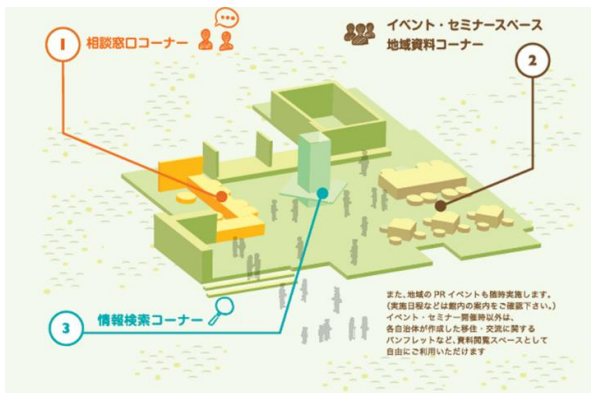 1 相談窓口コーナー
イベント・セミナースペース
地域資料コーナー
2
3 情報検索コーナー
また、地域のPRイベントも随時実施します。
(実施日程などは館内の案内をご確認下さい。)
イベント・セミナー開催時以外は、
各自治体が作成した移住・交流に関する
パンフレットなど、資料閲覧スペースとして
自由にご利用いただけます